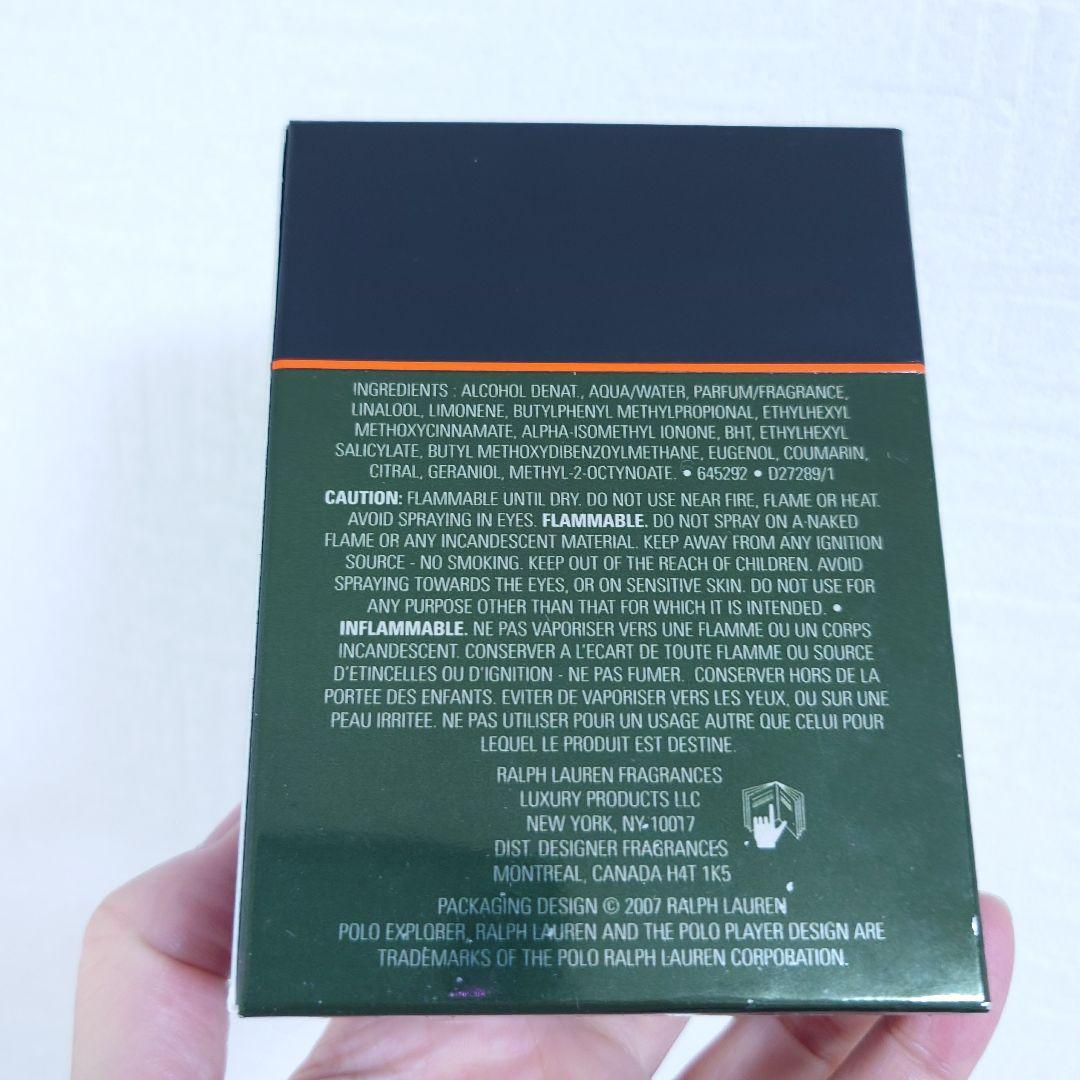 INGREDIENTS : ALCOHOL DENAT., AQUA/WATER, PARFUM/FRAGRANCE,
LINALOOL, LIMONENE, BUTYLPHENYL METHYLPROPIONAL, ETHYLHEXYL
METHOXYCINNAMATE, ALPHA-ISOMETHYL IONONE, BHT, ETHYLHEXYL
SALICYLATE, BUTYL METHOXYDIBENZOYLMETHANE, EUGENOL, COUMARIN,
CITRAL, GERANIOL, METHYL-2-OCTYNOATE. • 645292 • D27289/1
CAUTION: FLAMMABLE UNTIL DRY. DO NOT USE NEAR FIRE, FLAME OR HEAT.
AVOID SPRAYING IN EYES. FLAMMABLE. DO NOT SPRAY ON A NAKED
FLAME OR ANY INCANDESCENT MATERIAL. KEEP AWAY FROM ANY IGNITION
SOURCE - NO SMOKING. KEEP OUT OF THE REACH OF CHILDREN. AVOID
SPRAYING TOWARDS THE EYES, OR ON SENSITIVE SKIN. DO NOT USE FOR
ANY PURPOSE OTHER THAN THAT FOR WHICH IT IS INTENDED. •
INFLAMMABLE. NE PAS VAPORISER VERS UNE FLAMME OU UN CORPS
INCANDESCENT. CONSERVER A L'ECART DE TOUTE FLAMME OU SOURCE
D'ETINCELLES OU D'IGNITION - NE PAS FUMER. CONSERVER HORS DE LA
PORTEE DES ENFANTS. EVITER DE VAPORISER VERS LES YEUX, OU SUR UNE
PEAU IRRITEE. NE PAS UTILISER POUR UN USAGE AUTRE QUE CELUI POUR
LEQUEL LE PRODUIT EST DESTINE.
RALPH LAUREN FRAGRANCES
LUXURY PRODUCTS LLC
NEW YORK, NY 10017
DIST. DESIGNER FRAGRANCES
MONTREAL, CANADA H4T 1K5
PACKAGING DESIGN © 2007 RALPH LAUREN
POLO EXPLORER, RALPH LAUREN AND THE POLO PLAYER DESIGN ARE
TRADEMARKS OF THE POLO RALPH LAUREN CORPORATION.